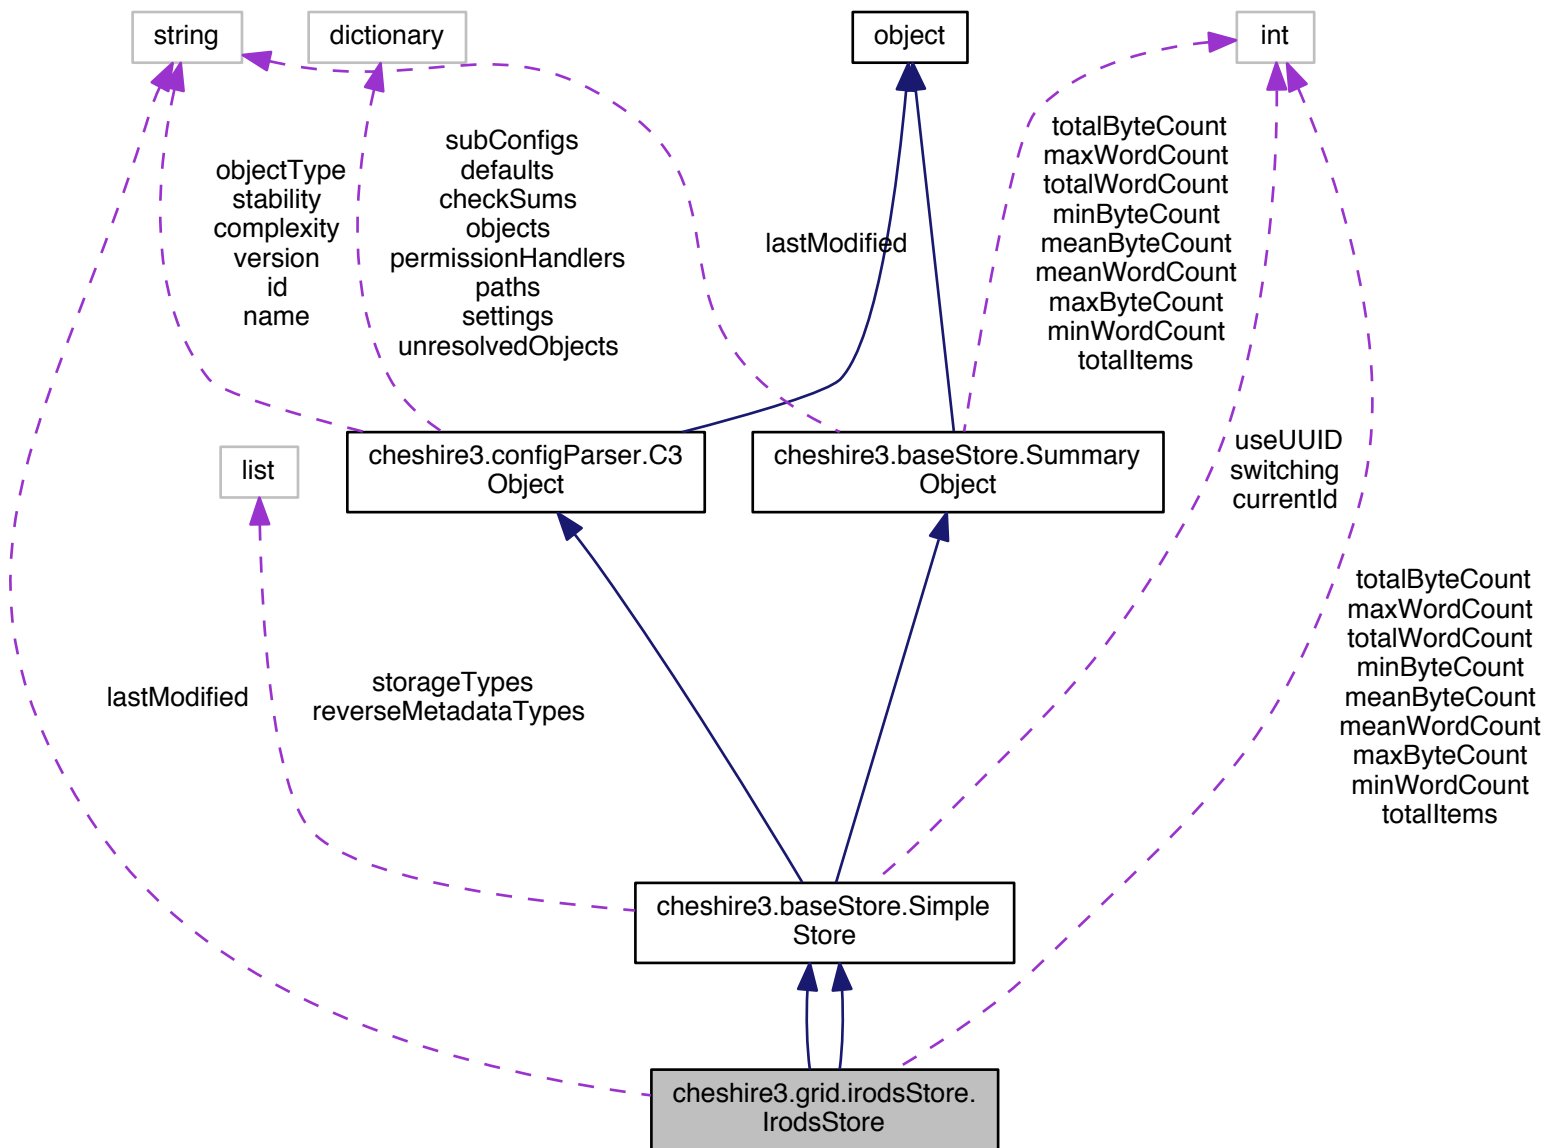 string
dictionary
object
int
objectType
stability
complexity
version
id
name
subConfigs
defaults
checkSums
objects
permissionHandlers
paths
settings
unresolvedObjects
lastModified
totalByteCount
maxWordCount
totalWordCount
minByteCount
meanByteCount
meanWordCount
maxByteCount
minWordCount
totalItems
list
cheshire3.configParser.C3
Object
cheshire3.baseStore.Summary
Object
useUUID
switching
currentId
lastModified
storageTypes
reverseMetadataTypes
totalByteCount
maxWordCount
totalWordCount
minByteCount
meanByteCount
meanWordCount
maxByteCount
minWordCount
totalItems
cheshire3.baseStore.Simple
Store
cheshire3.grid.irodsStore.
IrodsStore